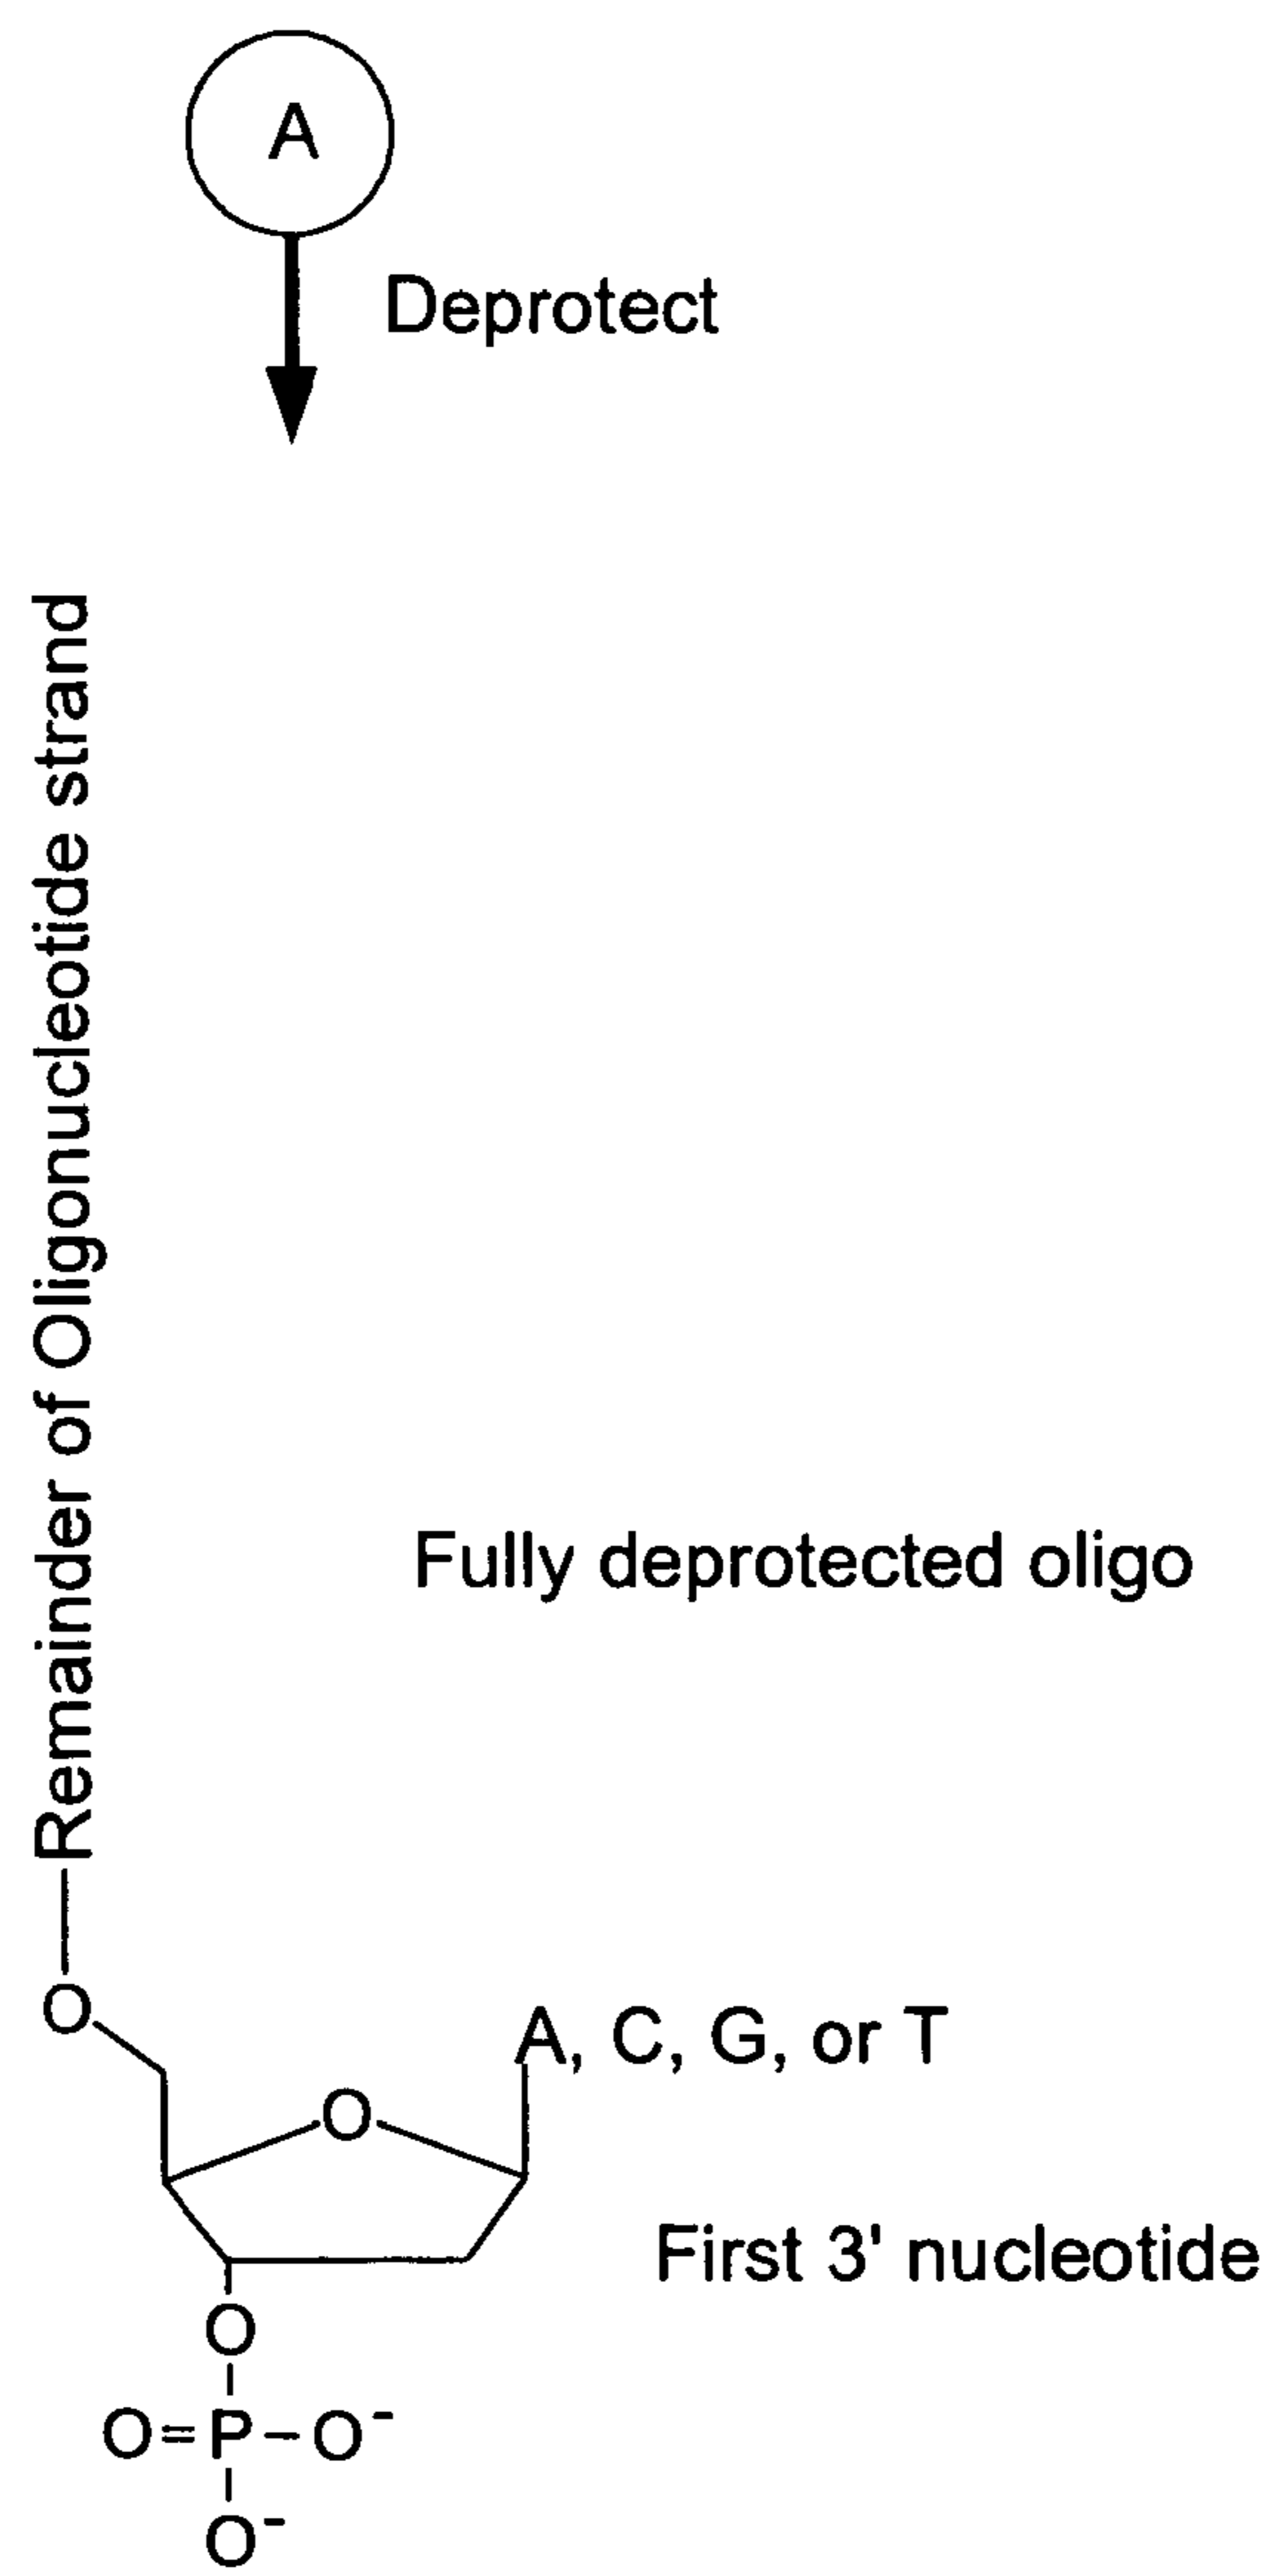 A
Deprotect
Remainder of Oligonucleotide strand
Fully deprotected oligo
O
A, C, G, or T
O
First 3' nucleotide
O
O=P-O-
O-